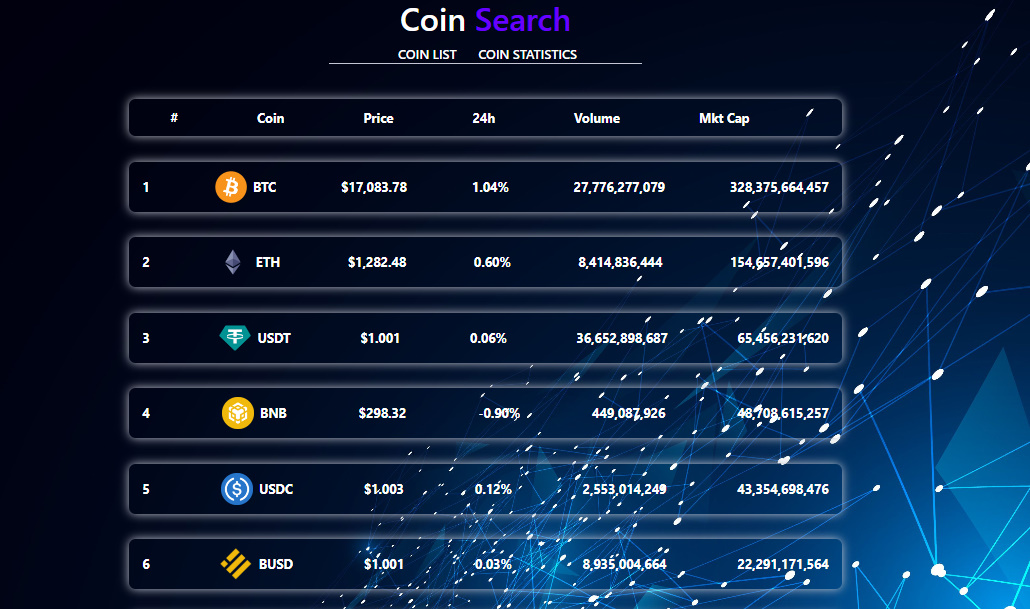 Coin Search
COIN LIST COIN STATISTICS
# Coin Price 24h Volume Mkt Cap
1 BTC $17,083.78 1.04% 27,776,277,079 328,375,664,457
2 ETH $1,282.48 0.60% 8,414,836,444 154,657,401,596
3 USDT $1.001 0.06% 36,652,898,687 65,456,231,620
4 BNB $298.32 -0.90% 449,087,926 48,708,615,257
5 USDC $1.003 0.12% 2,553,014,249 43,354,698,476
6 BUSD $1.001 0.03% 8,935,004,664 22,291,171,564